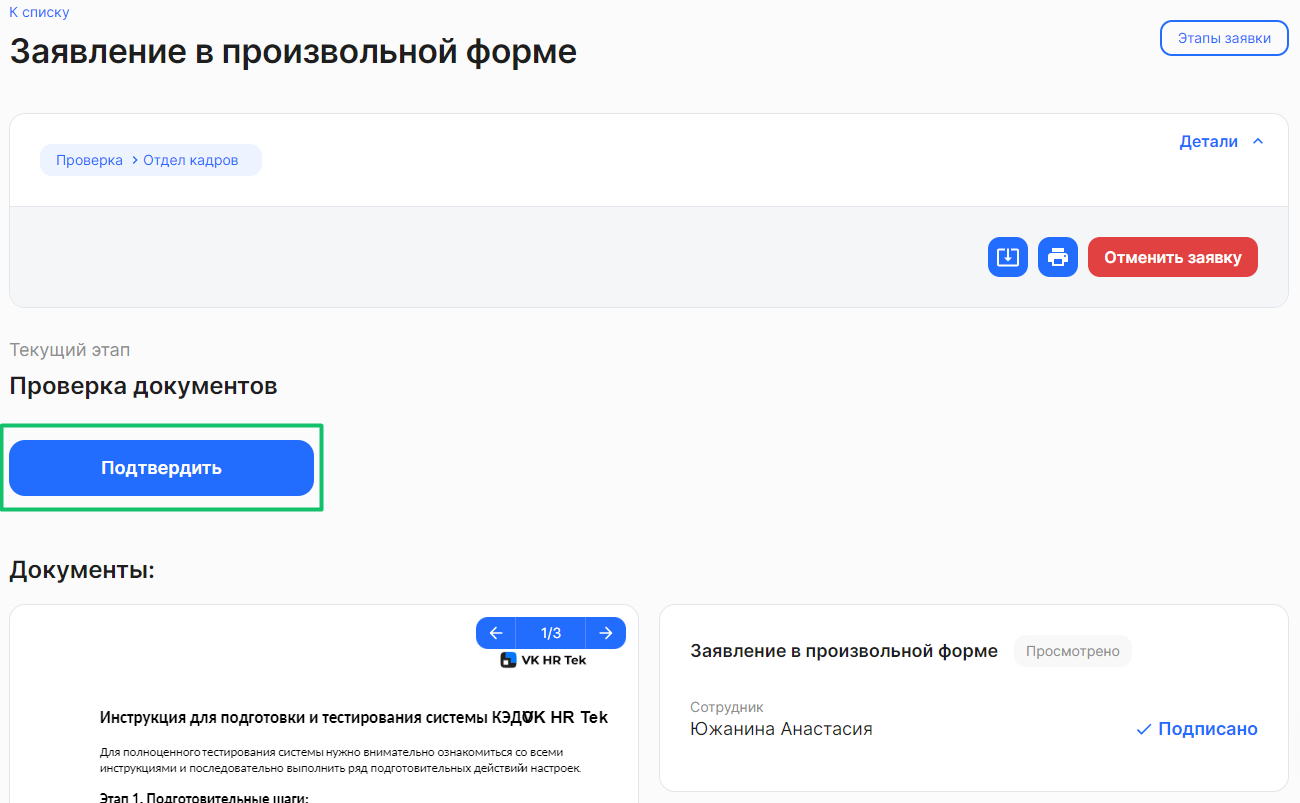 К списку
Заявление в произвольной форме
Этапы заявки
Детали
Проверка > Отдел кадров
Отменить заявку
Текущий этап
Проверка документов
Подтвердить
Документы:
1/3
VK HR Tek
Инструкция для подготовки и тестирования системы КЭДО
VK HR Tek
Для полноценного тестирования системы нужно внимательно ознакомиться со всеми
инструкциями и последовательно выполнить ряд подготовительных действий и настроек.
Этап 1. Подготовительные шаги:
Заявление в произвольной форме
Просмотрено
Сотрудник
Южанина Анастасия
Подписано